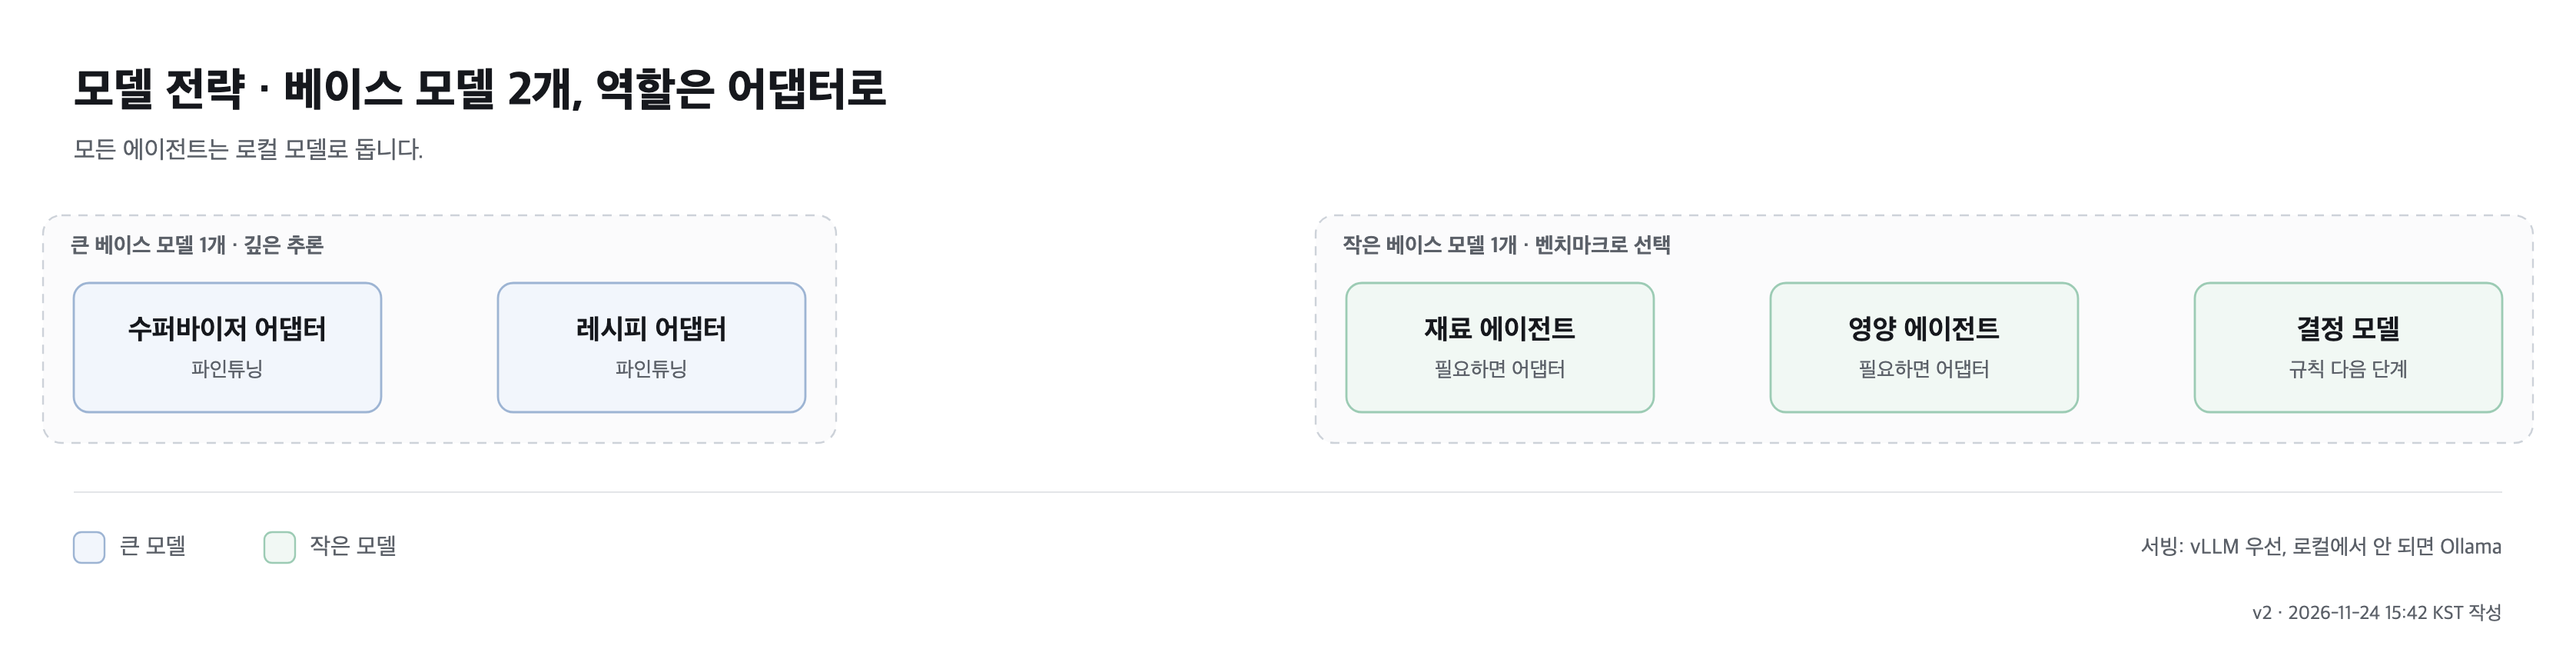 모델 전략 · 베이스 모델 2개, 역할은 어댑터로
모든 에이전트는 로컬 모델로 돕니다.
큰 베이스 모델 1개 · 깊은 추론
수퍼바이저 어댑터
파인튜닝
레시피 어댑터
파인튜닝
작은 베이스 모델 1개 · 벤치마크로 선택
재료 에이전트
필요하면 어댑터
영양 에이전트
필요하면 어댑터
결정 모델
규칙 다음 단계
큰 모델
작은 모델
서빙: vLLM 우선, 로컬에서 안 되면 Ollama
v2 · 2026-11-24 15:42 KST 작성